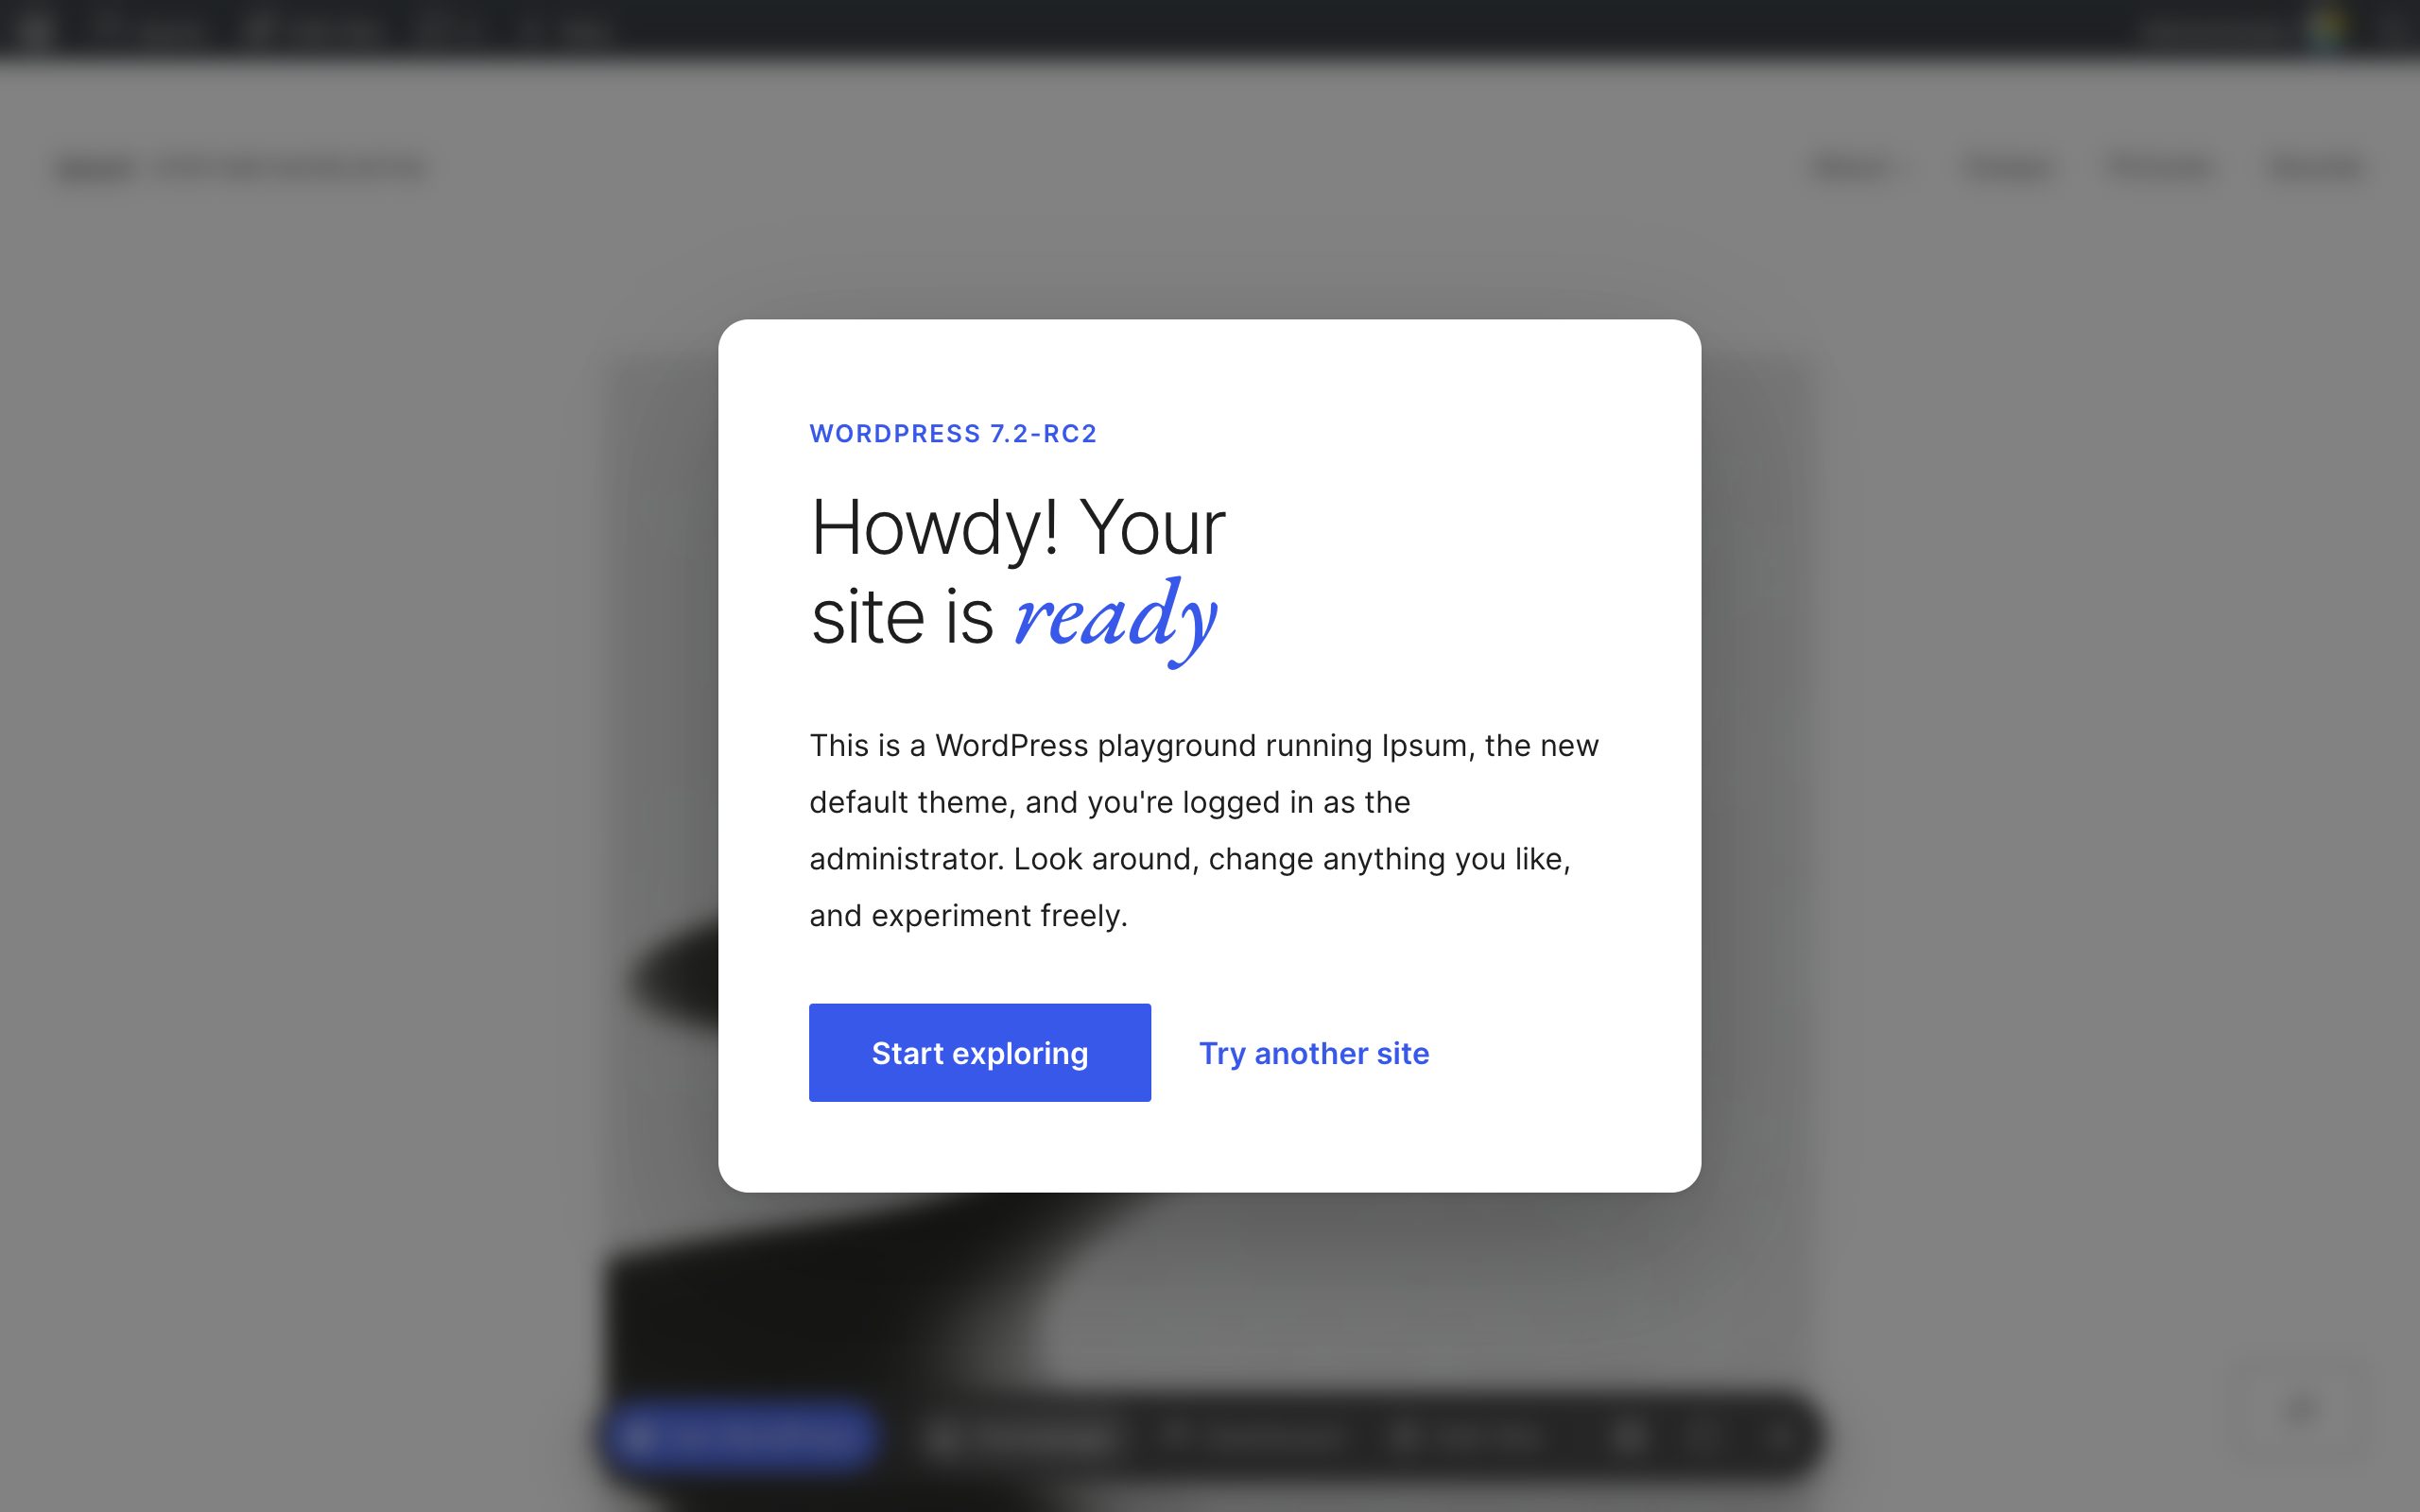 WORDPRESS 7.2-RC2
Howdy! Your
site is ready
This is a WordPress playground running Ipsum, the new
default theme, and you're logged in as the
administrator. Look around, change anything you like,
and experiment freely.
Start exploring
Try another site